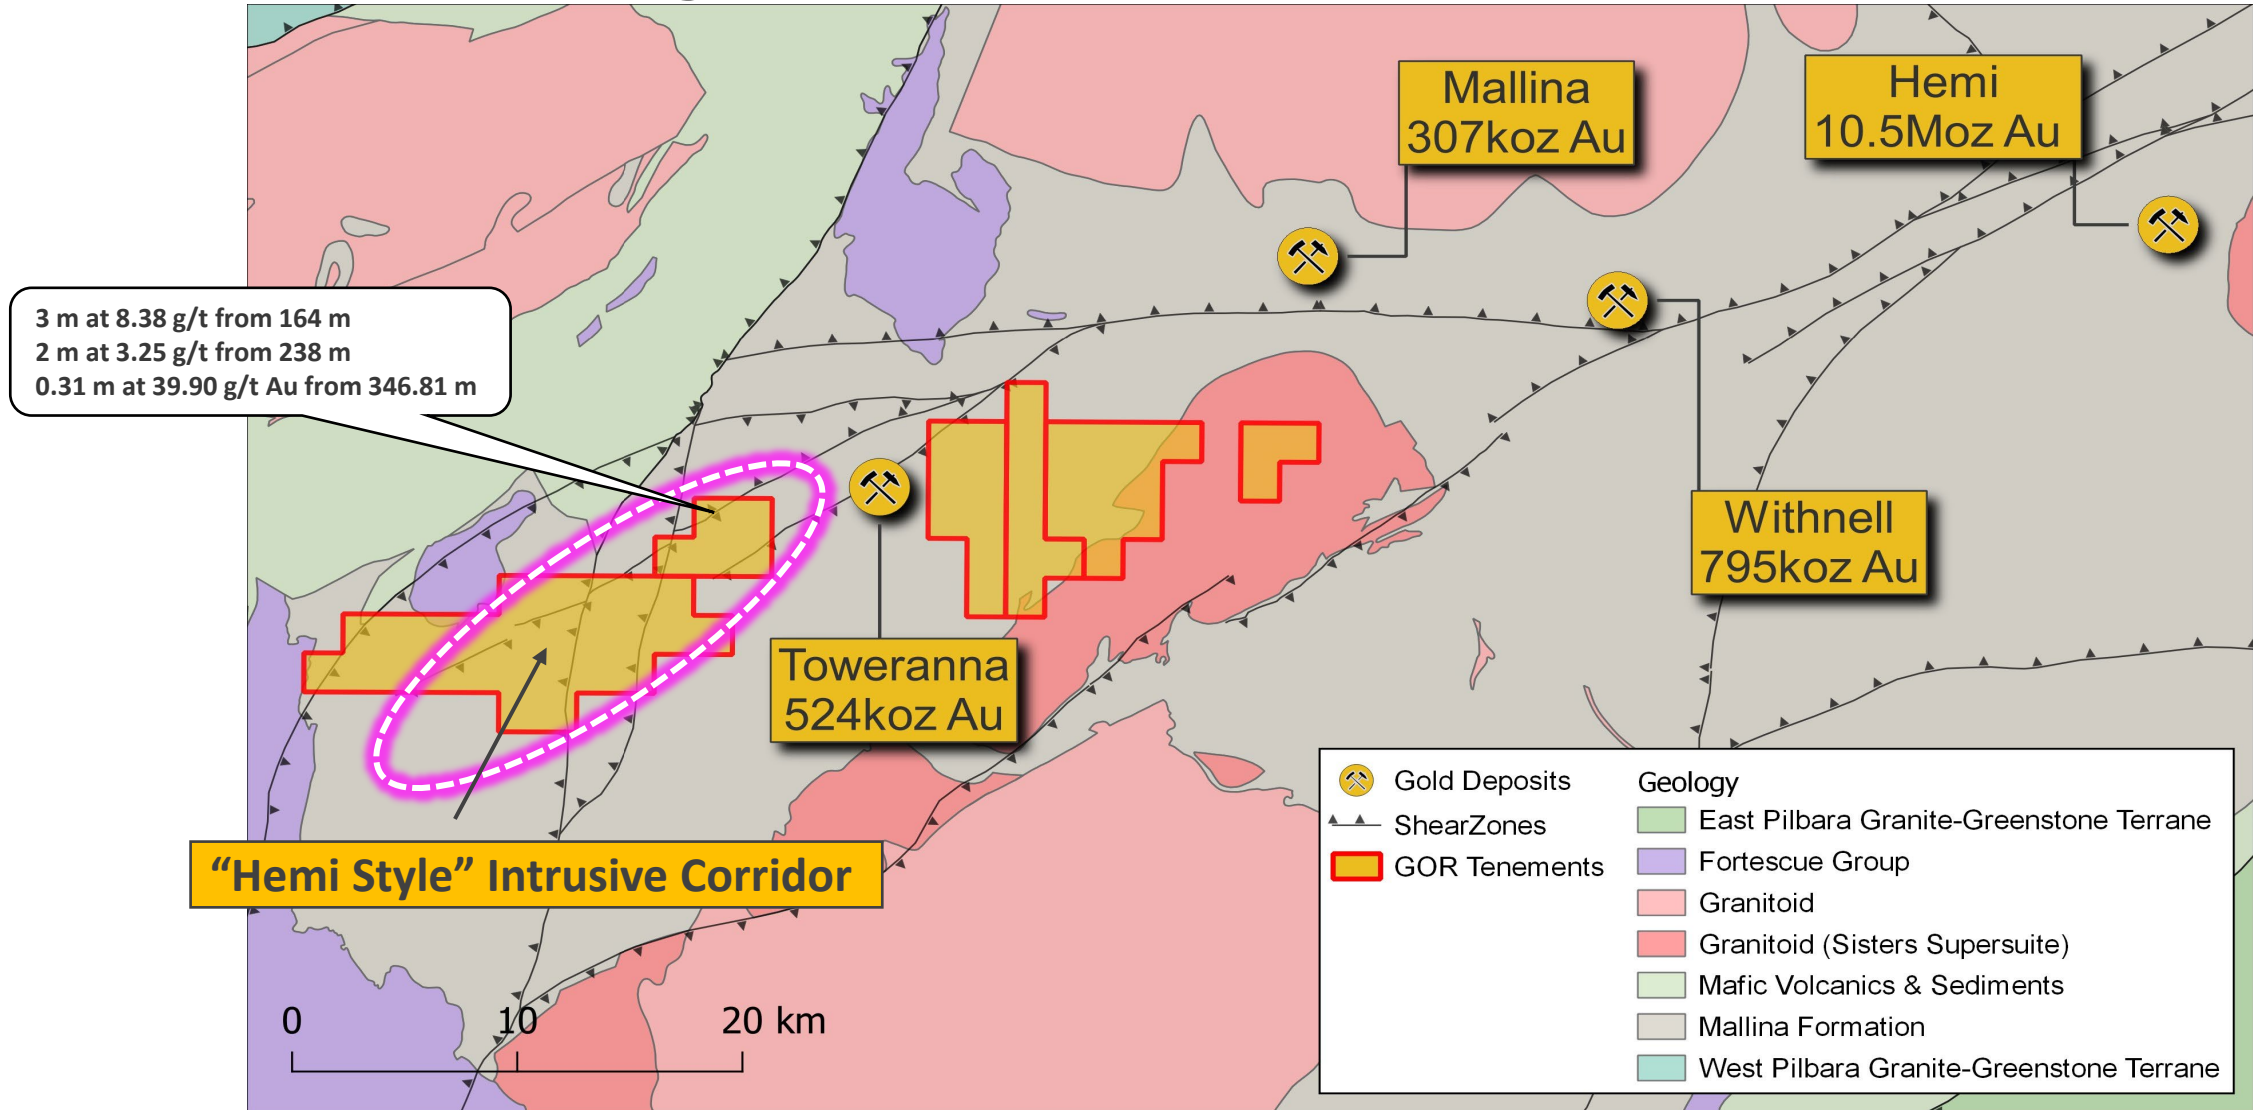 Mallina
307koz Au
Hemi
10.5Moz Au
3 m at 8.38 g/t from 164 m
2 m at 3.25 g/t from 238 m
0.31 m at 39.90 g/t Au from 346.81 m
Withnell
795koz Au
Toweranna
524koz Au
“Hemi Style” Intrusive Corridor
0 10 20 km
Gold Deposits
ShearZones
GOR Tenements
Geology
East Pilbara Granite-Greenstone Terrane
Fortescue Group
Granitoid
Granitoid (Sisters Supersuite)
Mafic Volcanics & Sediments
Mallina Formation
West Pilbara Granite-Greenstone Terrane